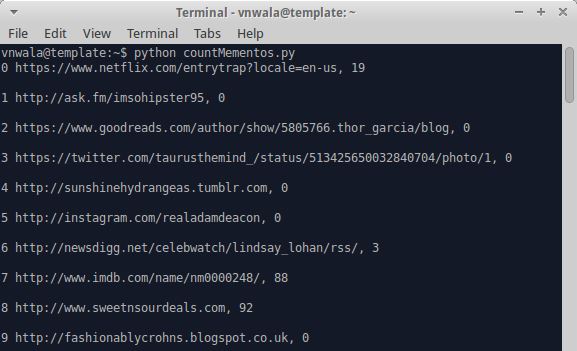 Terminal - vnwala@template: ~
File Edit View Terminal Tabs Help
vnwala@template:~$ python countMementos.py
0 https://www.netflix.com/entrytrap?locale=en-us, 19
1 http://ask.fm/imsohipster95, 0
2 https://www.goodreads.com/author/show/5805766.thor_garcia/blog, 0
3 https://twitter.com/taurusthemind_/status/513425650032840704/photo/1, 0
4 http://sunshinehydrangeas.tumblr.com, 0
5 http://instagram.com/realadamdeacon, 0
6 http://newsdigg.net/celebwatch/lindsay_lohan/rss/, 3
7 http://www.imdb.com/name/nm0000248/, 88
8 http://www.sweetnsourdeals.com, 92
9 http://fashionablycrohns.blogspot.co.uk, 0